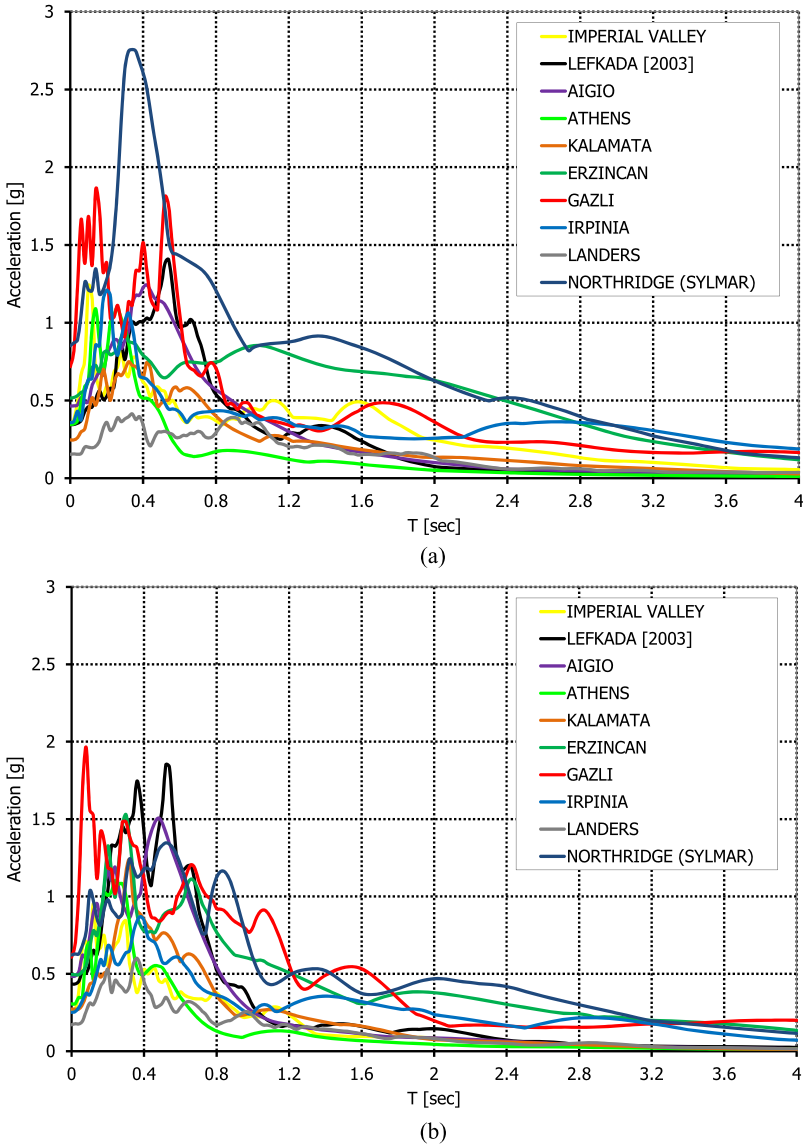 3
2.5
2
1.5
1
0.5
0
Acceleration [g]
IMPERIAL VALLEY
LEFKADA [2003]
AIGIO
ATHENS
KALAMATA
ERZINCAN
GAZLI
IRPINIA
LANDERS
NORTHRIDGE (SYLMAR)
0 0.4 0.8 1.2 1.6 2 2.4 2.8 3.2 3.6 4
T [sec]
(a)
3
2.5
2
1.5
1
0.5
0
Acceleration [g]
IMPERIAL VALLEY
LEFKADA [2003]
AIGIO
ATHENS
KALAMATA
ERZINCAN
GAZLI
IRPINIA
LANDERS
NORTHRIDGE (SYLMAR)
0 0.4 0.8 1.2 1.6 2 2.4 2.8 3.2 3.6 4
T [sec]
(b)